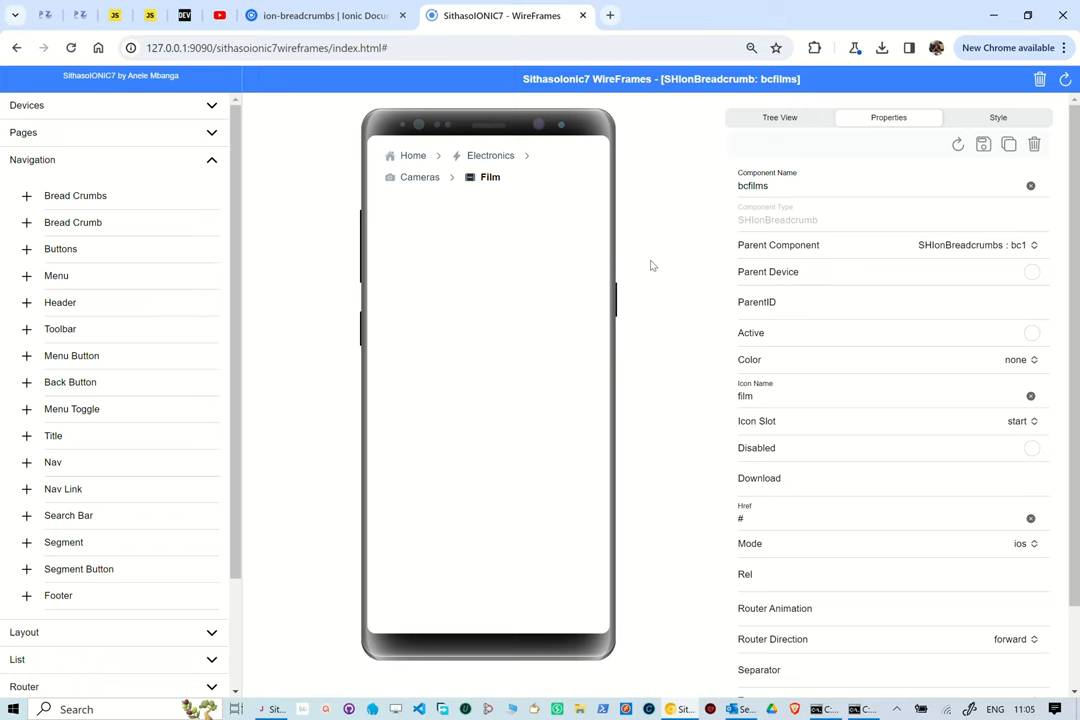 ion-breadcrumbs | Ionic Docu
SithasoIONIC7 - WireFrames
127.0.0.1:9090/sithasoionic7wireframes/index.html#
New Chrome available
SithasoIONIC7 by Anele Mbanga
SithasoIonic7 WireFrames - [SHIonBreadcrumb: bcfilms]
Devices
Pages
Navigation
Bread Crumbs
Bread Crumb
Buttons
Menu
Header
Toolbar
Menu Button
Back Button
Menu Toggle
Title
Nav
Nav Link
Search Bar
Segment
Segment Button
Footer
Layout
List
Router
Home
Electronics
Cameras
Film
Tree View
Properties
Style
Component Name
bcfilms
Component Type
SHIonBreadcrumb
Parent Component
SHIonBreadcrumbs : bc1
Parent Device
ParentID
Active
Color
none
Icon Name
film
Icon Slot
start
Disabled
Download
Href
#
Mode
ios
Rel
Router Animation
Router Direction
forward
Separator
Search
Sit...
ENG
11:05